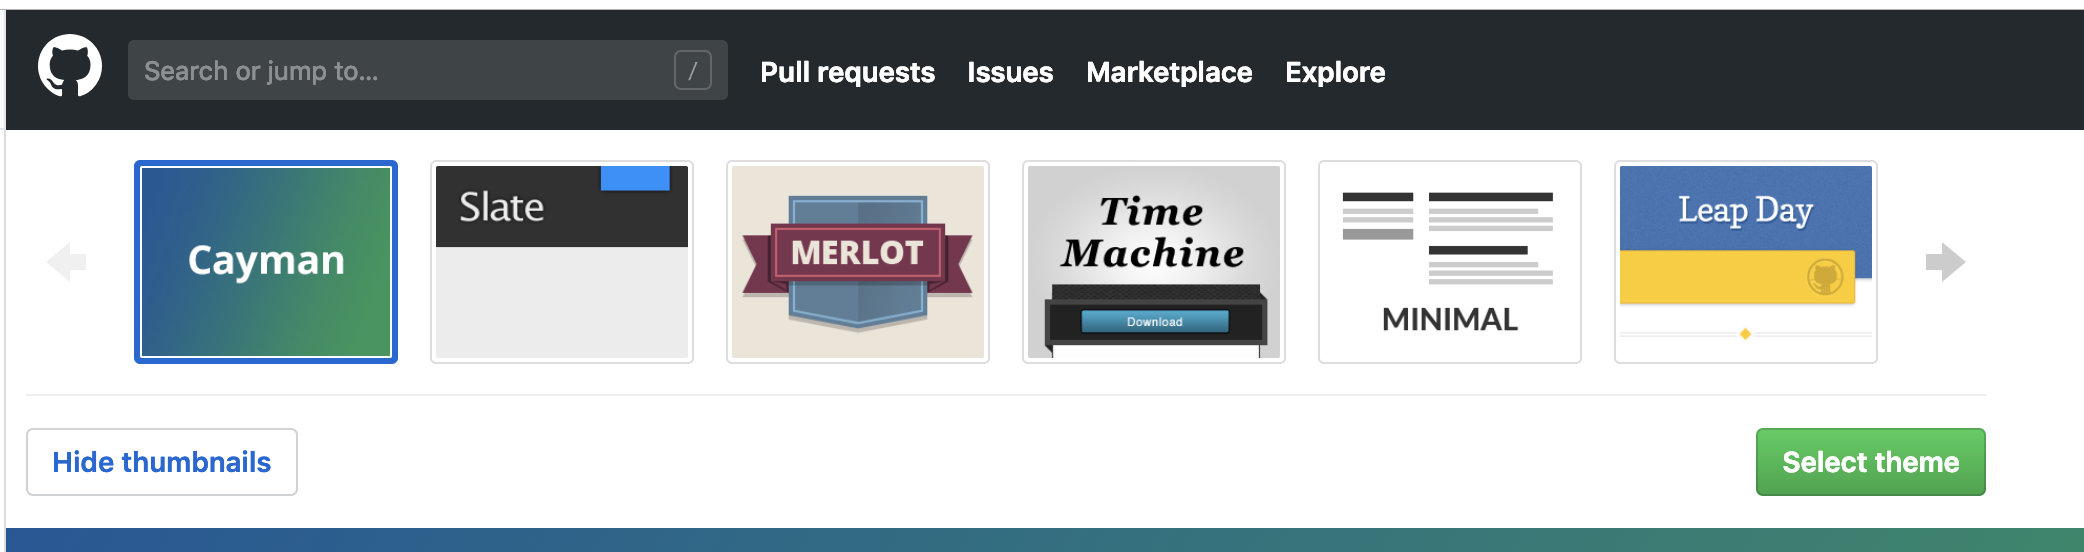 Search or jump to... / Pull requests Issues Marketplace Explore
Cayman
Slate
MERLOT
Time
Machine
Download
MINIMAL
Leap Day
Hide thumbnails
Select theme